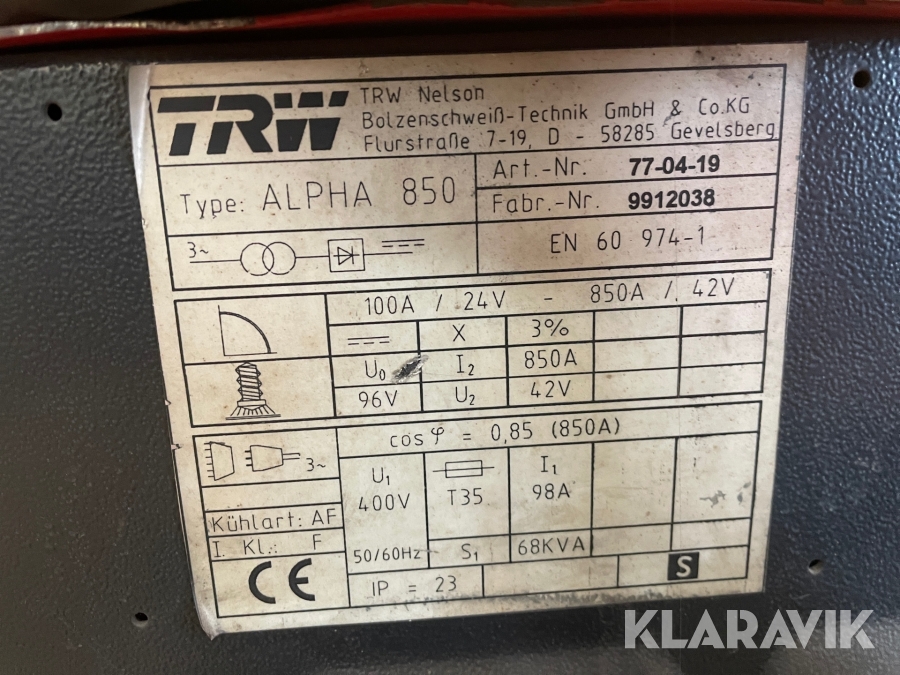 TRW
TRW Nelson
Bolzenschweiß-Technik GmbH & Co.KG
Flurstraße 7-19, D - 58285 Gevelsberg
Type: ALPHA 850
Art.-Nr. 77-04-19
Fabr.-Nr. 9912038
3~
EN 60 974-1
100A / 24V - 850A / 42V
X 3%
U₀ I₂ 850A
96V U₂ 42V
cos φ = 0,85 (850A)
3~
U₁ I₁
400V T35 98A
Kühlart: AF
I. Kl.: F
50/60Hz S₁ 68KVA
CE
IP = 23
S
KLARAVIK